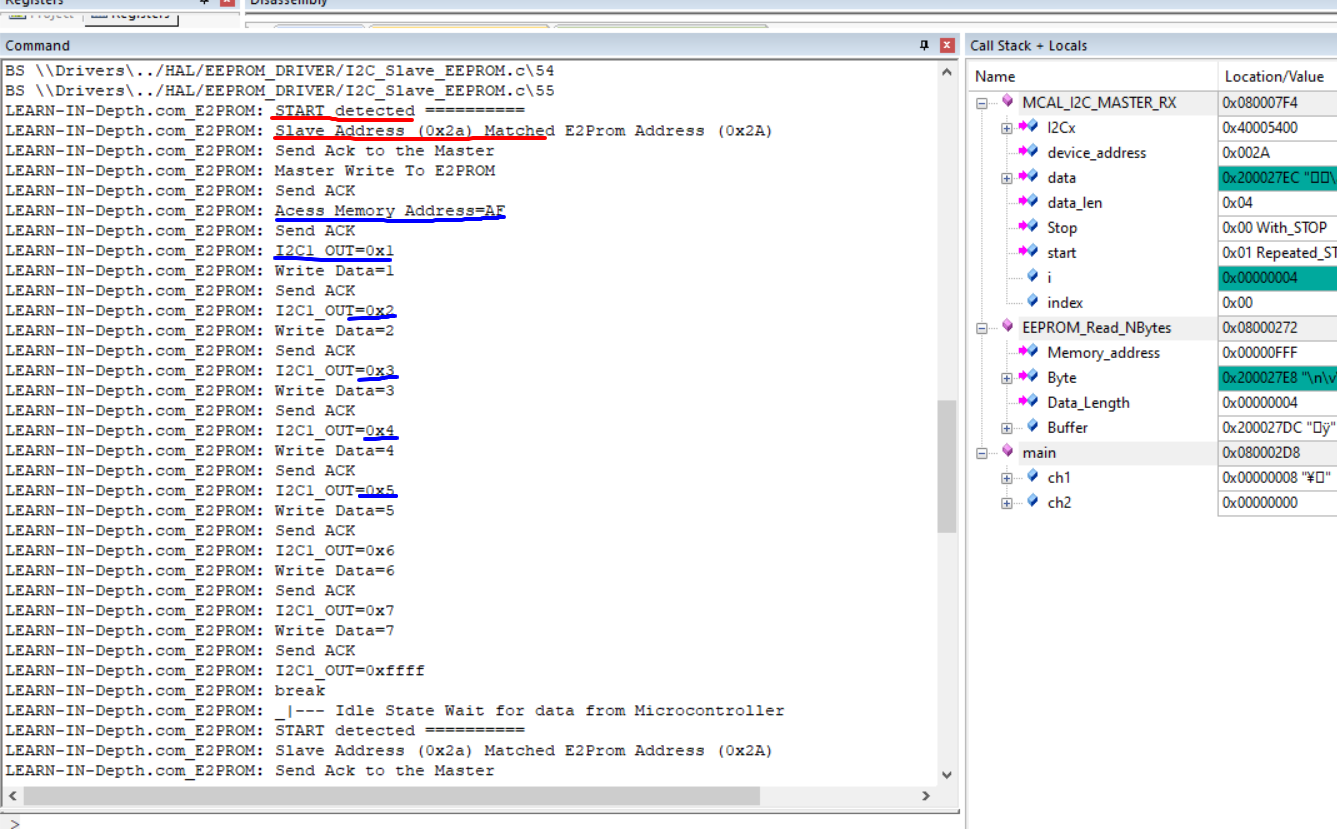 Registers
Disassembly
Project
Registers
Command
BS \\Drivers\../HAL/EEPROM_DRIVER/I2C_Slave_EEPROM.c\54
BS \\Drivers\../HAL/EEPROM_DRIVER/I2C_Slave_EEPROM.c\55
LEARN-IN-Depth.com_E2PROM: START detected ==========
LEARN-IN-Depth.com_E2PROM: Slave Address (0x2a) Matched E2Prom Address (0x2A)
LEARN-IN-Depth.com_E2PROM: Send Ack to the Master
LEARN-IN-Depth.com_E2PROM: Master Write To E2PROM
LEARN-IN-Depth.com_E2PROM: Send ACK
LEARN-IN-Depth.com_E2PROM: Acess Memory Address=AF
LEARN-IN-Depth.com_E2PROM: Send ACK
LEARN-IN-Depth.com_E2PROM: I2C1_OUT=0x1
LEARN-IN-Depth.com_E2PROM: Write Data=1
LEARN-IN-Depth.com_E2PROM: Send ACK
LEARN-IN-Depth.com_E2PROM: I2C1_OUT=0x2
LEARN-IN-Depth.com_E2PROM: Write Data=2
LEARN-IN-Depth.com_E2PROM: Send ACK
LEARN-IN-Depth.com_E2PROM: I2C1_OUT=0x3
LEARN-IN-Depth.com_E2PROM: Write Data=3
LEARN-IN-Depth.com_E2PROM: Send ACK
LEARN-IN-Depth.com_E2PROM: I2C1_OUT=0x4
LEARN-IN-Depth.com_E2PROM: Write Data=4
LEARN-IN-Depth.com_E2PROM: Send ACK
LEARN-IN-Depth.com_E2PROM: I2C1_OUT=0x5
LEARN-IN-Depth.com_E2PROM: Write Data=5
LEARN-IN-Depth.com_E2PROM: Send ACK
LEARN-IN-Depth.com_E2PROM: I2C1_OUT=0x6
LEARN-IN-Depth.com_E2PROM: Write Data=6
LEARN-IN-Depth.com_E2PROM: Send ACK
LEARN-IN-Depth.com_E2PROM: I2C1_OUT=0x7
LEARN-IN-Depth.com_E2PROM: Write Data=7
LEARN-IN-Depth.com_E2PROM: Send ACK
LEARN-IN-Depth.com_E2PROM: I2C1_OUT=0xffff
LEARN-IN-Depth.com_E2PROM: break
LEARN-IN-Depth.com_E2PROM: _|--- Idle State Wait for data from Microcontroller
LEARN-IN-Depth.com_E2PROM: START detected ==========
LEARN-IN-Depth.com_E2PROM: Slave Address (0x2a) Matched E2Prom Address (0x2A)
LEARN-IN-Depth.com_E2PROM: Send Ack to the Master
>
Call Stack + Locals
Name Location/Value
MCAL_I2C_MASTER_RX 0x080007F4
I2Cx 0x40005400
device_address 0x002A
data 0x200027EC "
data_len 0x04
Stop 0x00 With_STOP
start 0x01 Repeated_ST
i 0x00000004
index 0x00
EEPROM_Read_NBytes 0x08000272
Memory_address 0x00000FFF
Byte 0x200027E8 "\n\v
Data_Length 0x00000004
Buffer 0x200027DC "□ÿ"
main 0x080002D8
ch1 0x00000008 "¥□"
ch2 0x00000000